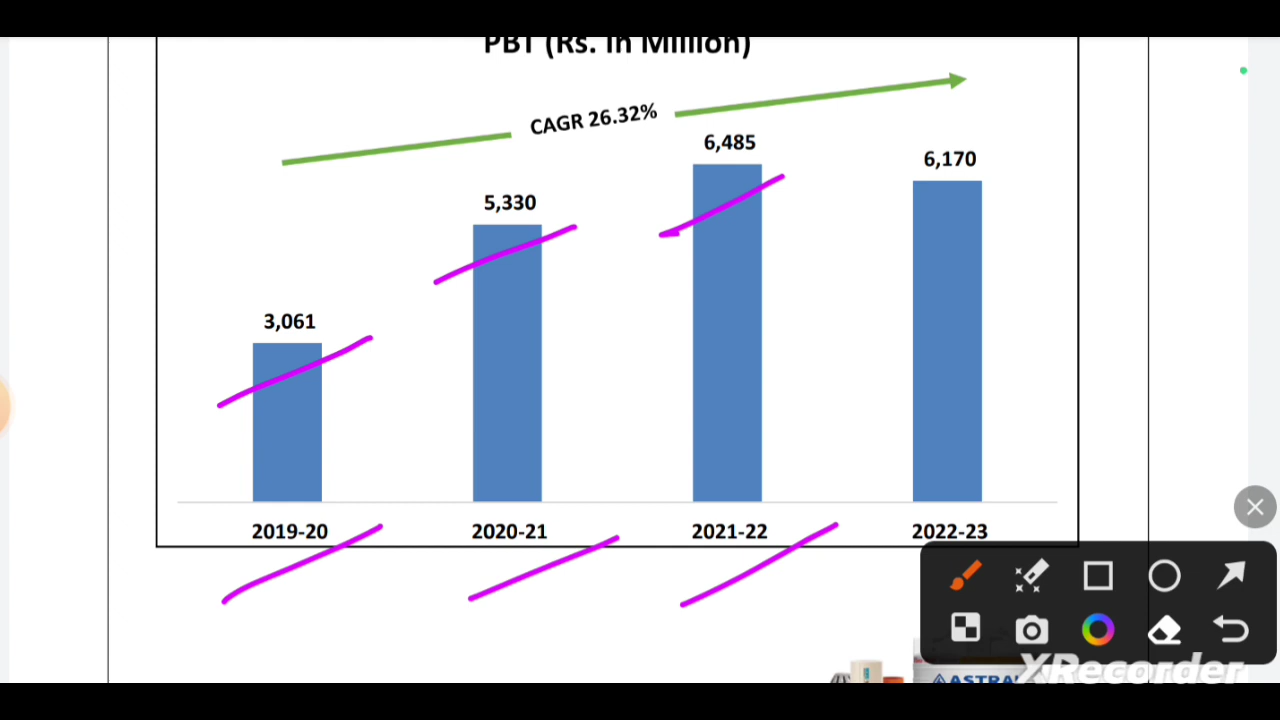 PBT (Rs. In Million)
CAGR 26.32%
6,485
6,170
5,330
3,061
2019-20
2020-21
2021-22
2022-23
XRecorder